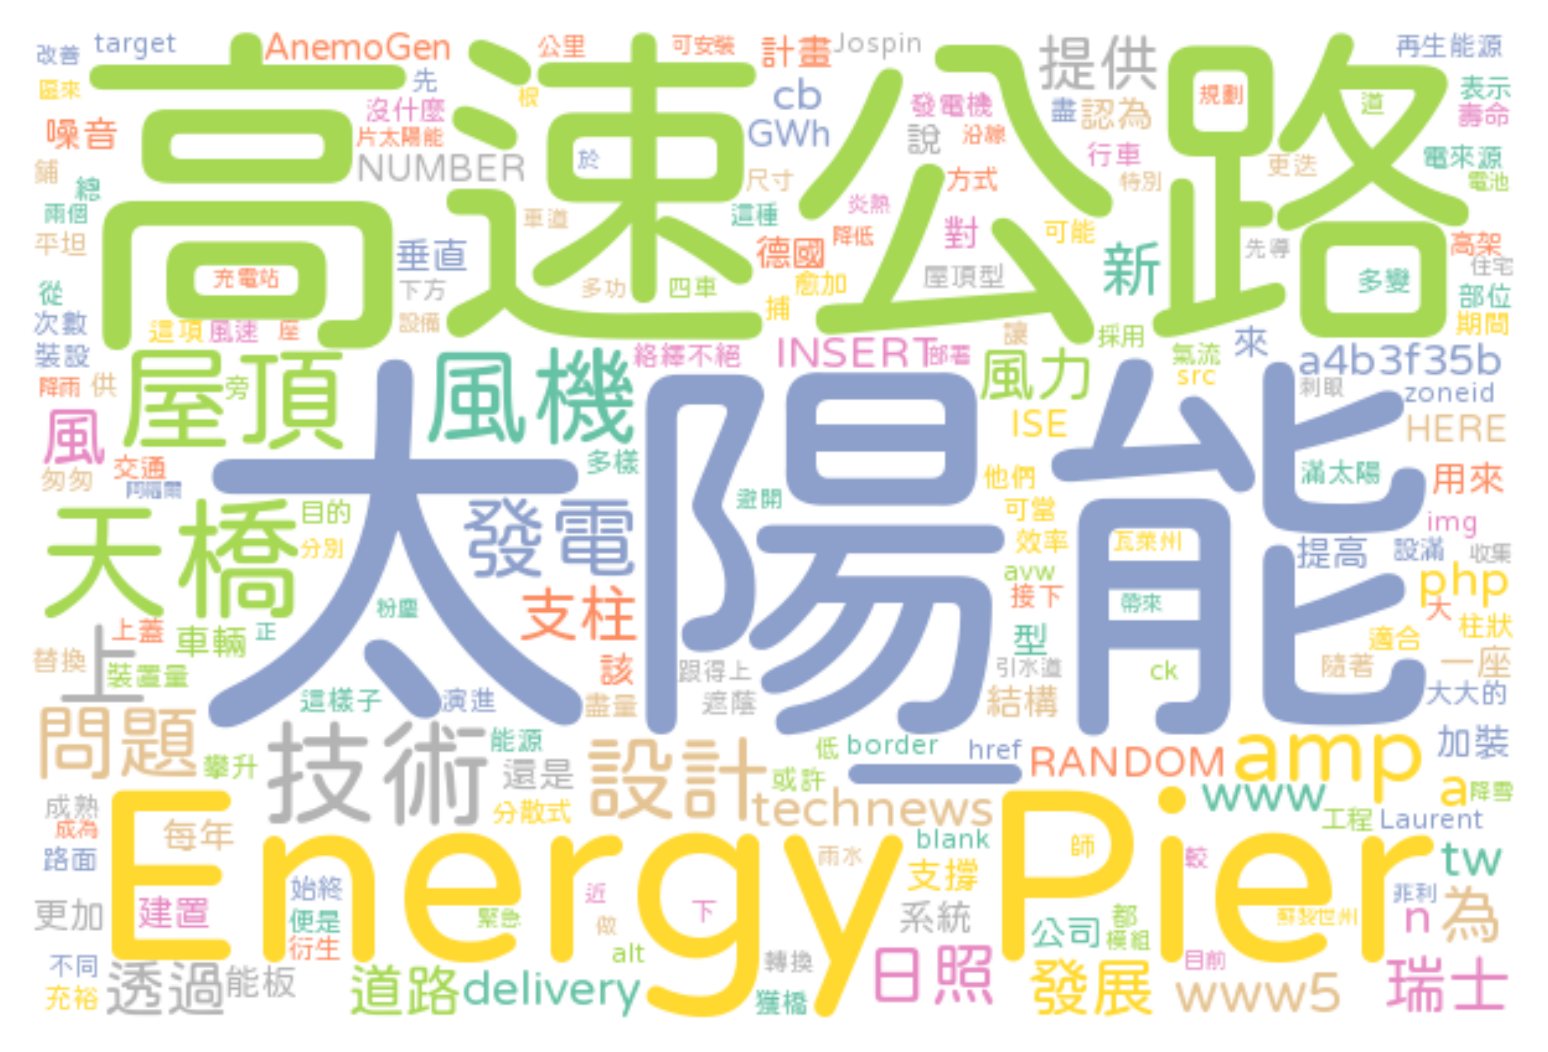 改善 target AnemoGen 公里 可安裝 計畫 Jospin 提供 再生能源
高速公路
區來 先 根 cb 發電機 盡 認為 規劃 道 表示
噪音 沒什麼 片太陽能 NUMBER 於 GWh 說 沿線 行車 更迭 壽命
鋪 總 尺寸 方式 特別 電來源 電池
兩個 車道 這種 炎熱
平坦 垂直 德國 降低 對 可能 新 先導 高架 住宅
從 充電站 下方 多功 四車 愈加 捕 屋頂型 多變 部位
次數 這項 風速 座 設備 讓 採用 來 期間
裝設 屋頂 風機 絡繹不絕 INSERT 部署 風力 氣流 src a4b3f35b
降雨 供 旁 刺眼 zoneid
太陽能
風 交通 多樣 ISE HERE
匆匆 阿福爾 他們 滿太陽 用來
天橋 目的 分別 發電 避開 可當 效率 瓦萊州 提高 設滿 收集 img
粉塵 支柱 avw 接下 帶來 php 大 柱狀
上 上蓋 車輛 正 型 適合
替換 裝置量 該 跟得上 引水道 ck 隨著 一座
這樣子 演進 盡量 遮蔭 結構 大大的
問題 攀升 技術 能源 還是 設計 低 或許 border 一 href RANDOM amp 加裝
成熟 成為 分散式 technews www a 降雪
Energy Pier
每年 工程 Laurent
路面 雨水 blank 師 較 tw
更加 建置 始終 便是 衍生 緊急 近 做 下 支撐 系統 公司 都 模組 蘇黎世州 菲利 n 為
不同 alt 轉換 目前
充裕 透過 能板 道路 delivery 獲橋 日照 發展 www5 瑞士